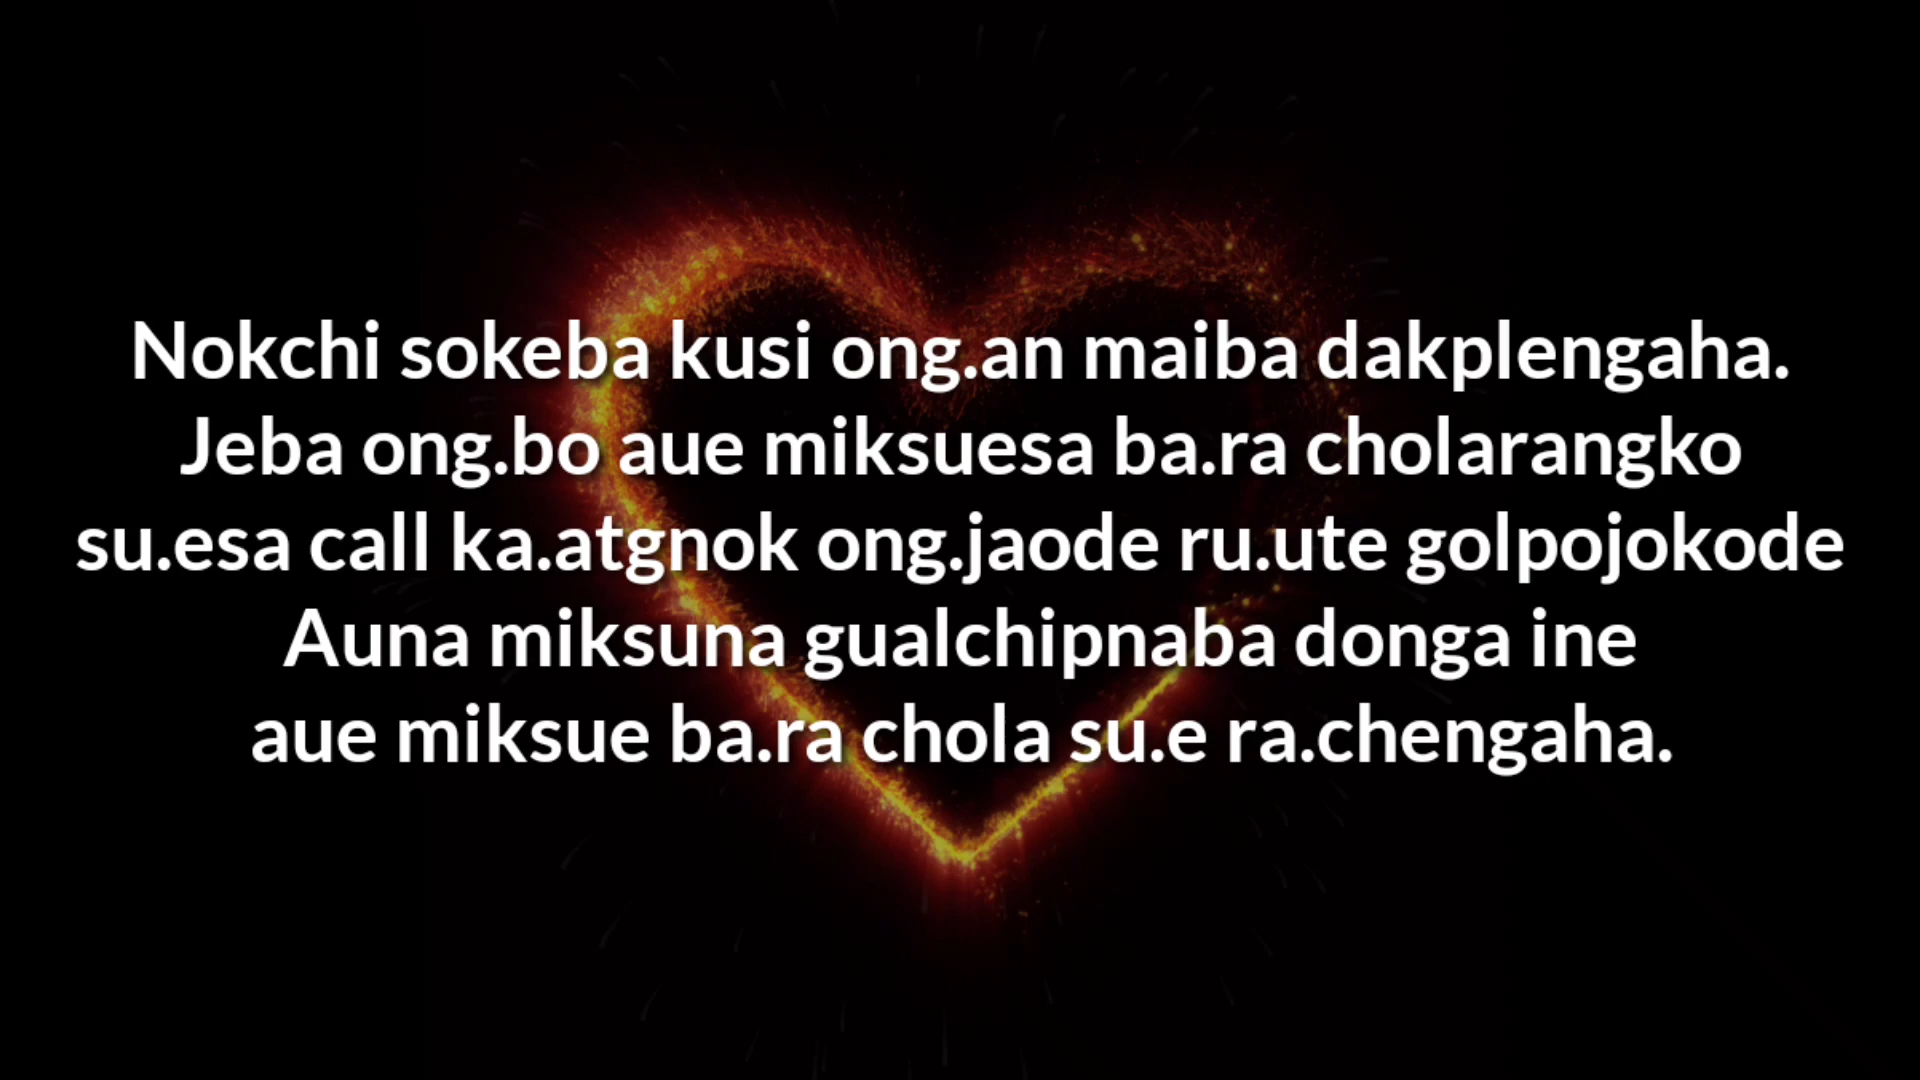 Nokchi sokeba kusi ong.an maiba dakplengaha.
Jeba ong.bo aue miksuesa ba.ra cholarangko
su.esa call ka.atgnok ong.jaode ru.ute golpojokode
Auna miksuna gualchipnaba donga ine
aue miksue ba.ra chola su.e ra.chengaha.